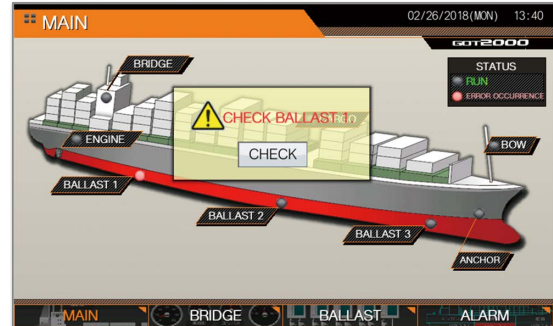 MAIN
02/26/2018(MON) 13:40
GOT2000
BRIDGE
STATUS
RUN
ERROR OCCURRENCE
CHECK BALLAST 1
CHECK
ENGINE
BOW
BALLAST 1
BALLAST 2
BALLAST 3
ANCHOR
MAIN
BRIDGE
BALLAST
ALARM